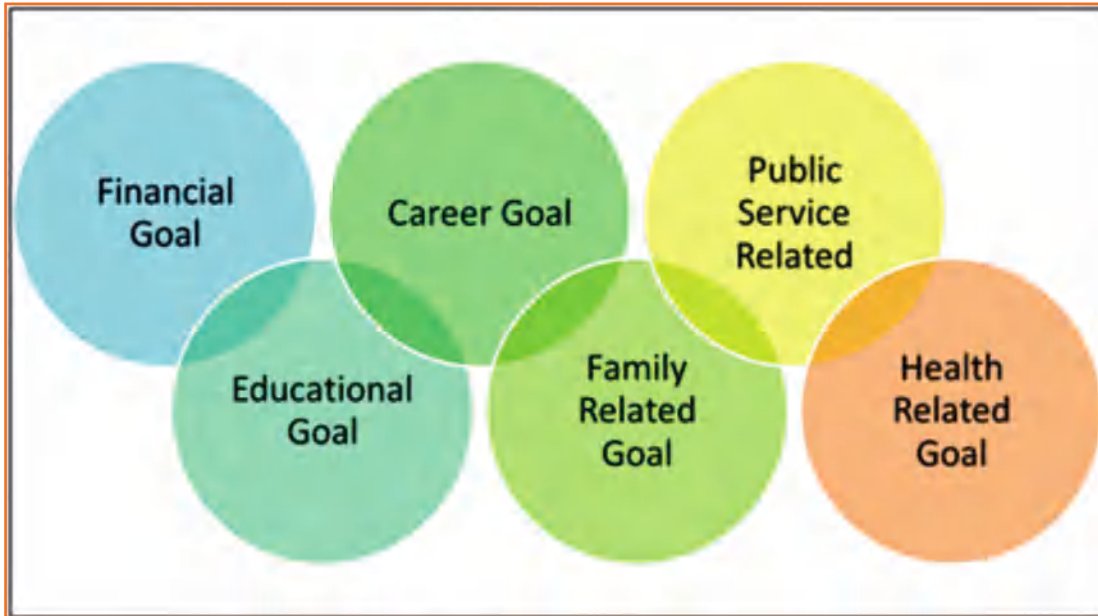 Financial
Goal
Career Goal
Public
Service
Related
Educational
Goal
Family
Related
Goal
Health
Related
Goal